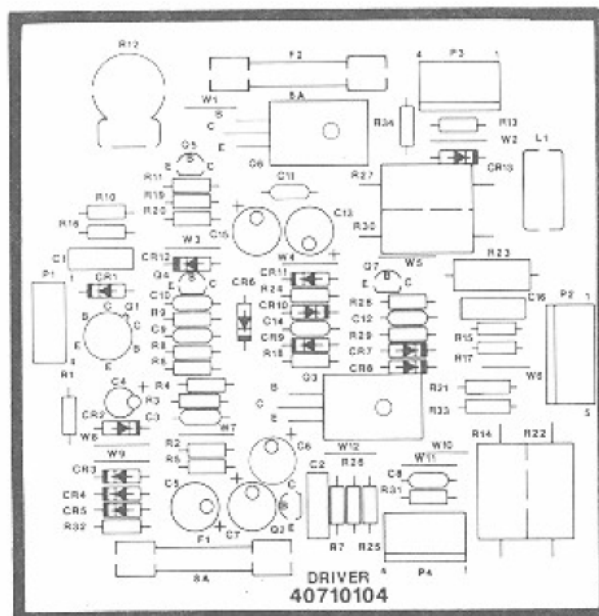 R12
F2
4 P3 1
W1
8A
B
C
E
R34
R13
W2
L1
Q5
B
E C
Q6
CR13
R11
R19
R20
C11
R27
R10
R16
C15
C13
R30
W3
W4
W5
C1
CR12
Q4
B
E C
CR11
R24
Q7
B
E C
R23
P1
1
CR1
C10
CR6
CR10
R28
C16
P2
1
C
Q1
B
C
B
E
E
R9
C9
R8
R6
C14
CR9
R18
C12
R29
CR7
CR8
R15
R17
R1
C4
R4
R3
Q3
B
C
E
R21
W6
CR2
C3
R33
5
W8
W7
W9
R2
R5
C6
W12
R26
W10
W11
R14
R22
CR3
CR4
CR5
R32
C5
C7
C
B
E
Q2
C2
C8
R31
F1
R7
R25
8A
4 P4 1
DRIVER
40710104